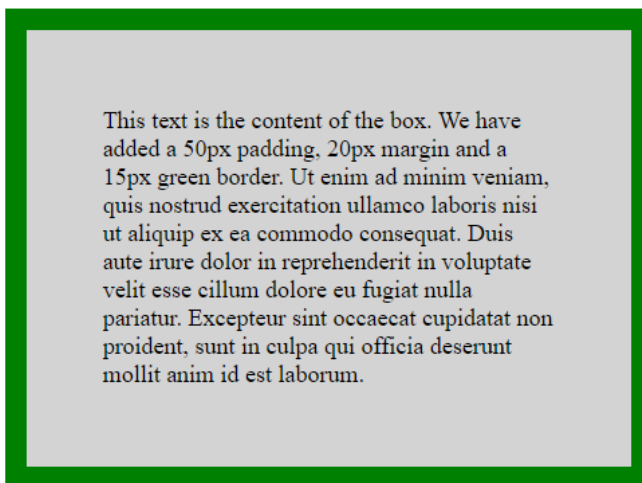 This text is the content of the box. We have
added a 50px padding, 20px margin and a
15px green border. Ut enim ad minim veniam,
quis nostrud exercitation ullamco laboris nisi
ut aliquip ex ea commodo consequat. Duis
aute irure dolor in reprehenderit in voluptate
velit esse cillum dolore eu fugiat nulla
pariatur. Excepteur sint occaecat cupidatat non
proident, sunt in culpa qui officia deserunt
mollit anim id est laborum.